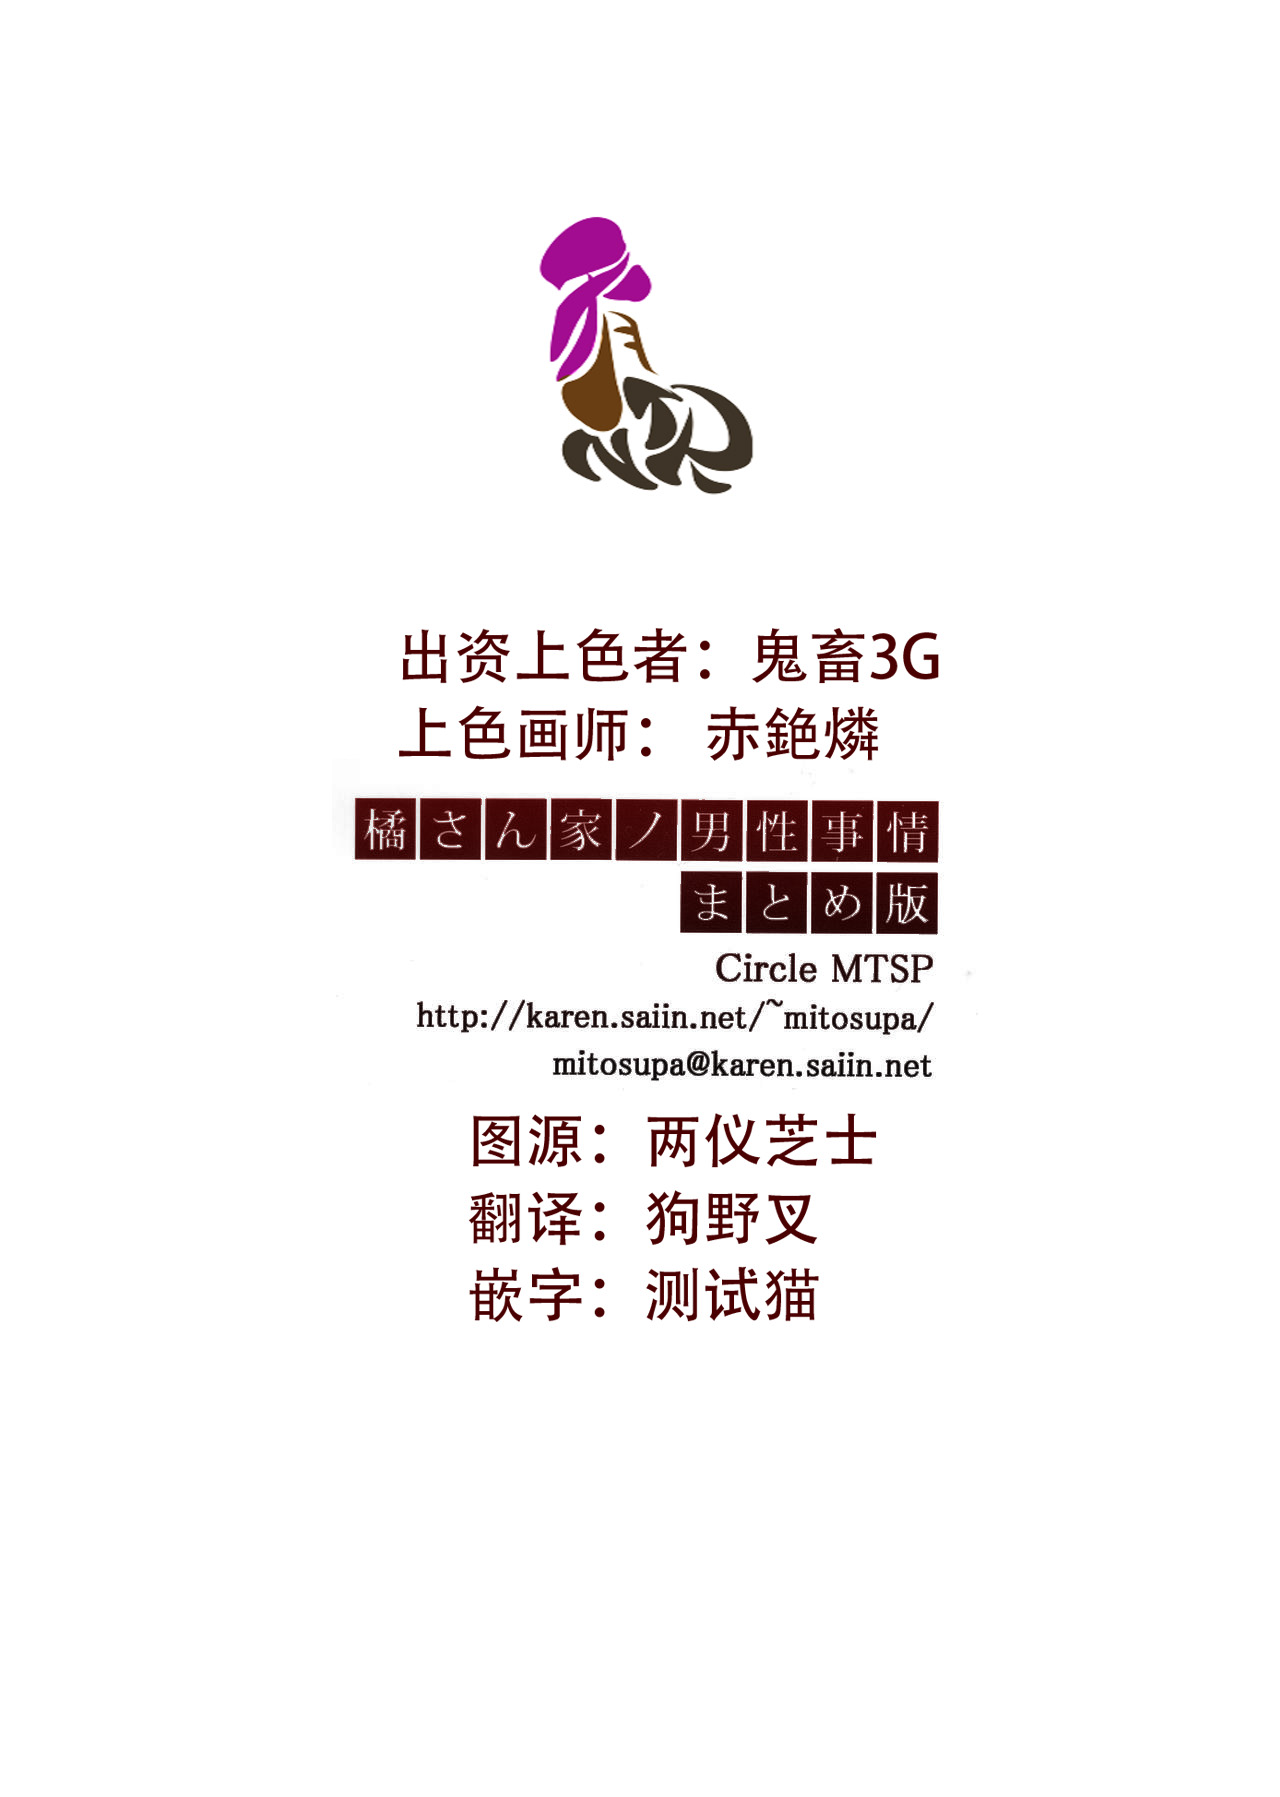 NTR
出资上色者：鬼畜3G
上色画师： 赤銫燐
橘さん家ノ男性事情
まとめ版
Circle MTSP
http://karen.saiin.net/~mitosupa/
mitosupa@karen.saiin.net
图源：两仪芝士
翻译：狗野叉
嵌字：测试猫